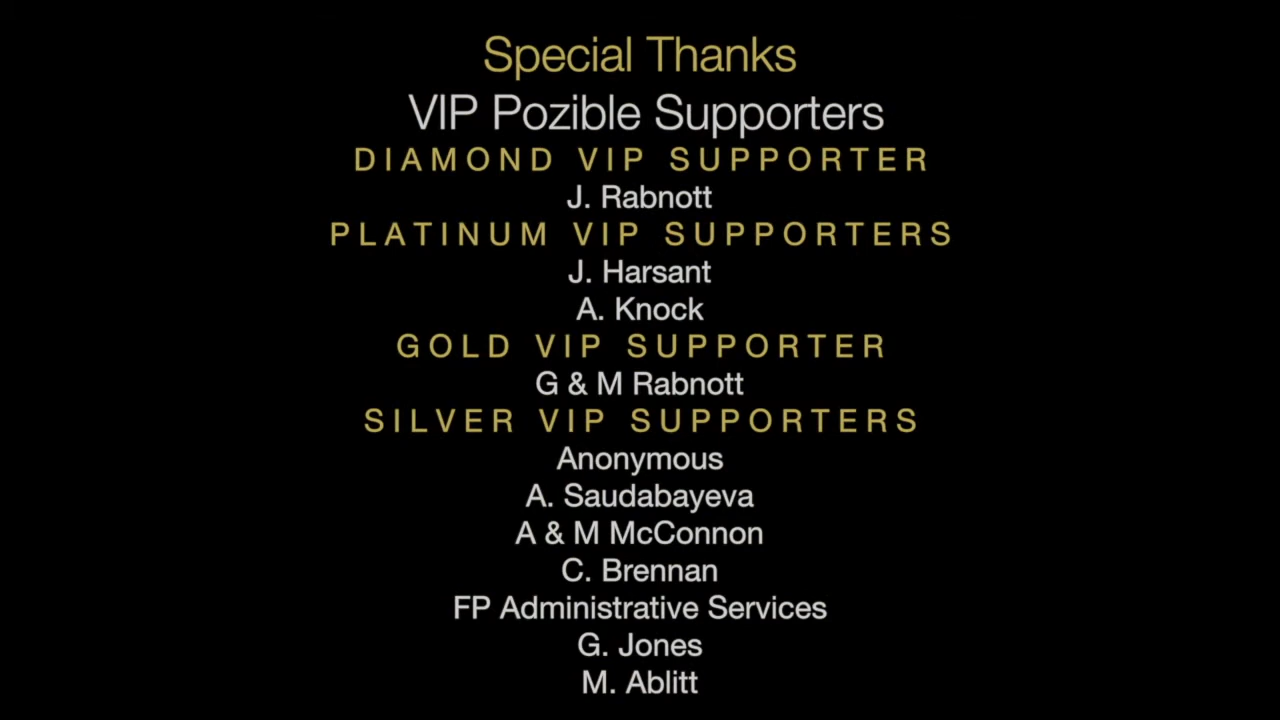 Special Thanks
VIP Pozible Supporters
DIAMOND VIP SUPPORTER
J. Rabnott
PLATINUM VIP SUPPORTERS
J. Harsant
A. Knock
GOLD VIP SUPPORTER
G & M Rabnott
SILVER VIP SUPPORTERS
Anonymous
A. Saudabayeva
A & M McConnon
C. Brennan
FP Administrative Services
G. Jones
M. Ablitt